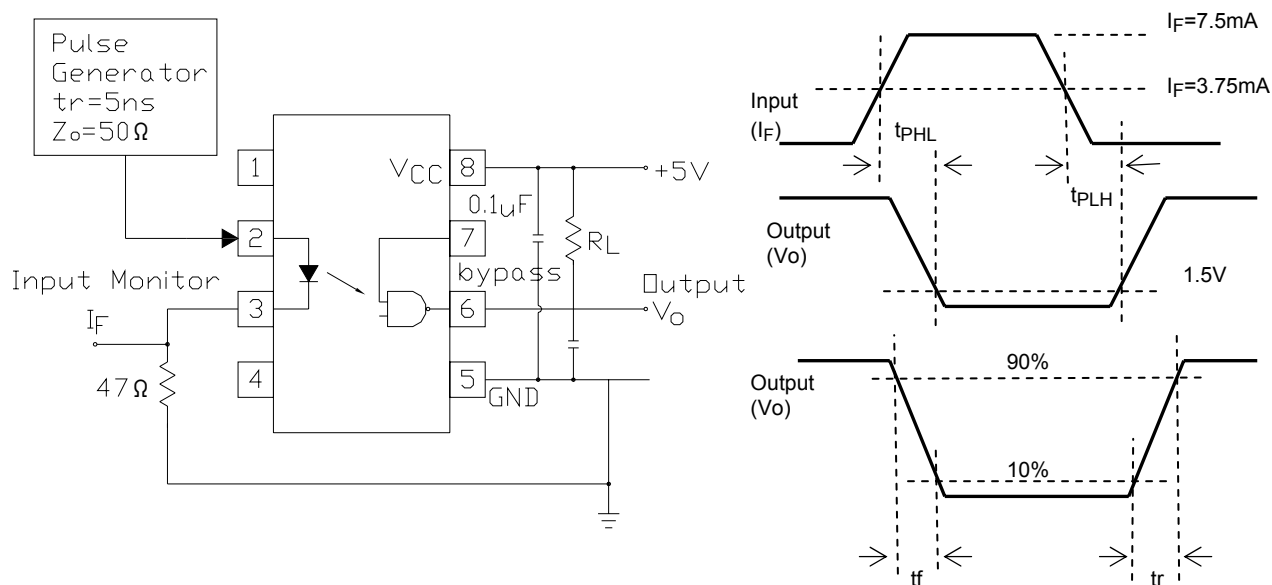 Pulse
Generator
tr=5ns
Zo=50Ω
1
2
3
4
VCC
8
7
6
5
GND
+5V
0.1uF
RL
bypass
Output
Vo
Input Monitor
IF
47Ω
IF=7.5mA
IF=3.75mA
Input
(IF)
tPHL
tPLH
Output
(Vo)
1.5V
Output
(Vo)
90%
10%
tf
tr